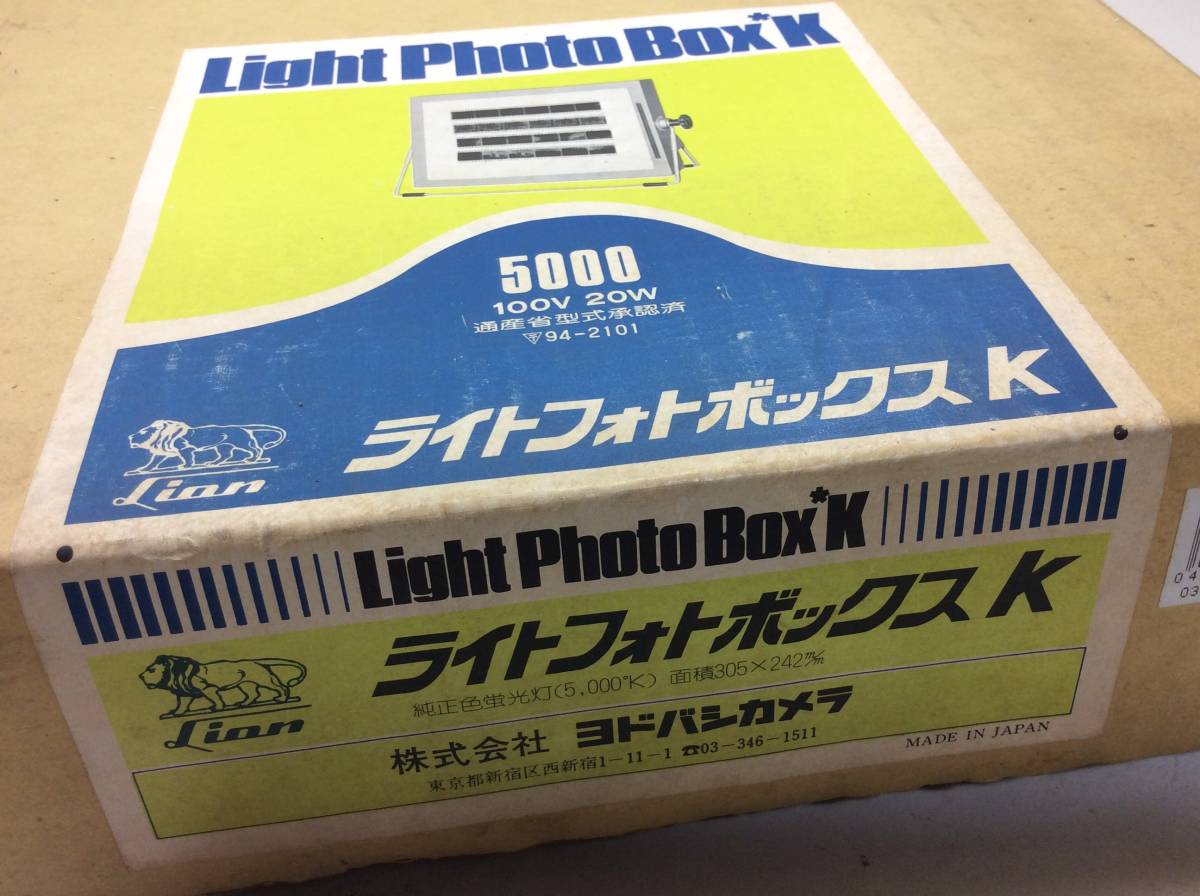 Light Photo Box*K
5000
100V 20W
通産省型式承認済
94-2101
ライトフォトボックス K
Lion
Light Photo Box*K
ライトフォトボックス K
純正色蛍光灯(5,000°K) 面積305×242m/m
Lion
株式会社 ヨドバシカメラ
東京都新宿区西新宿1-11-1 ☎03-346-1511
MADE IN JAPAN
04
03